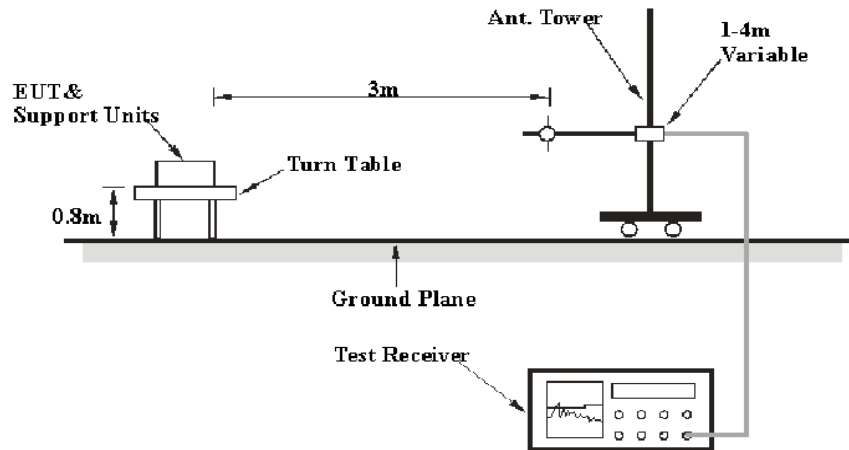 Ant. Tower
1-4m
Variable
3m
EUT&
Support Units
Turn Table
0.8m
Ground Plane
Test Receiver